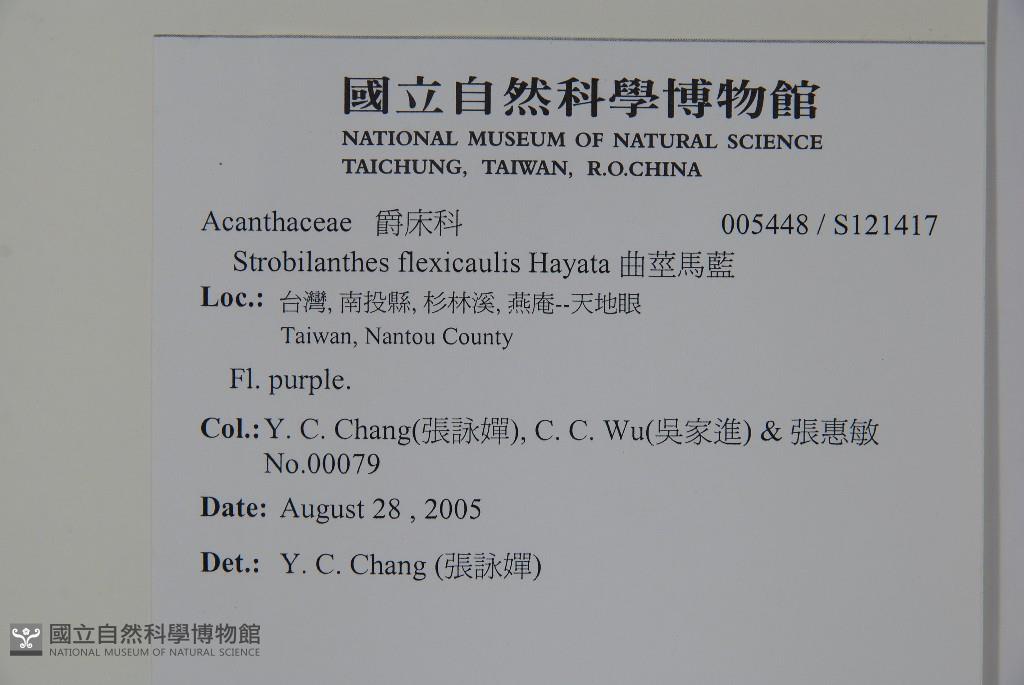 國立自然科學博物館
NATIONAL MUSEUM OF NATURAL SCIENCE
TAICHUNG, TAIWAN, R.O.CHINA
Acanthaceae 爵床科 005448 / S121417
Strobilanthes flexicaulis Hayata 曲莖馬藍
Loc.: 台灣, 南投縣, 杉林溪, 燕庵--天地眼
Taiwan, Nantou County
Fl. purple.
Col.: Y. C. Chang(張詠嬋), C. C. Wu(吳家進) & 張惠敏
No.00079
Date: August 28 , 2005
Det.: Y. C. Chang (張詠嬋)
國立自然科學博物館
NATIONAL MUSEUM OF NATURAL SCIENCE